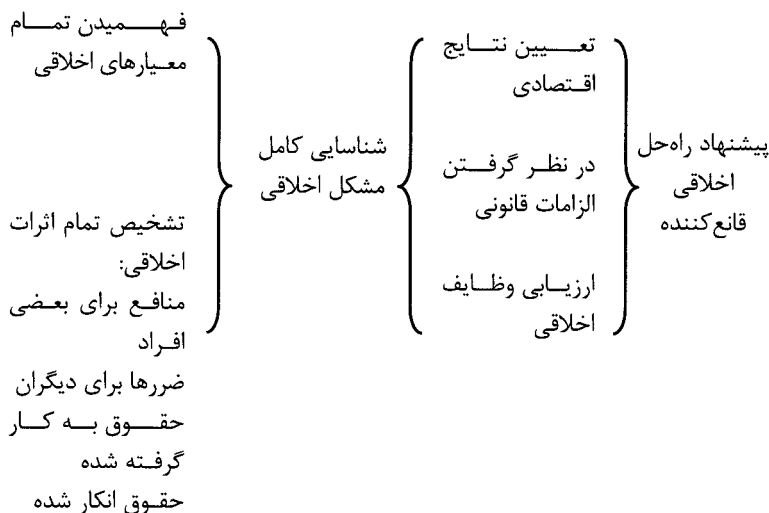 فهمیدن تمام
معیارهای اخلاقی
تشخیص تمام اثرات
اخلاقی:
منافع برای بعضی
افراد
ضررها برای دیگران
حقوق به کار
گرفته شده
حقوق انکار شده
شناسایی کامل
مشکل اخلاقی
تعیین نتایج
اقتصادی
در نظر گرفتن
الزامات قانونی
ارزیابی وظایف
اخلاقی
پیشنهاد راه‌حل
اخلاقی
قانع‌کننده